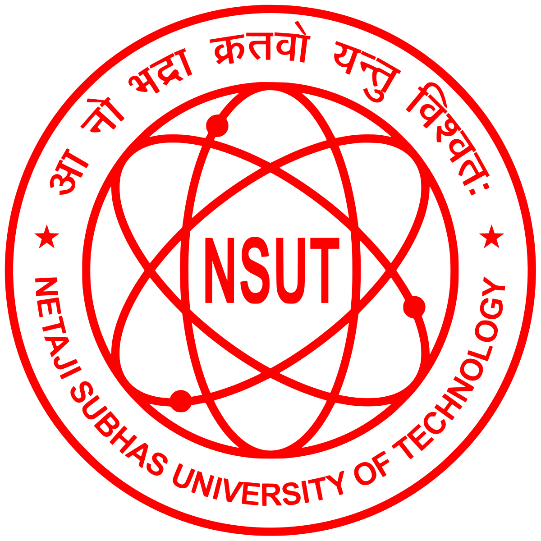 आ नो भद्रा क्रतवो यन्तु विश्वतः
NSUT
NETAJI SUBHAS UNIVERSITY OF TECHNOLOGY